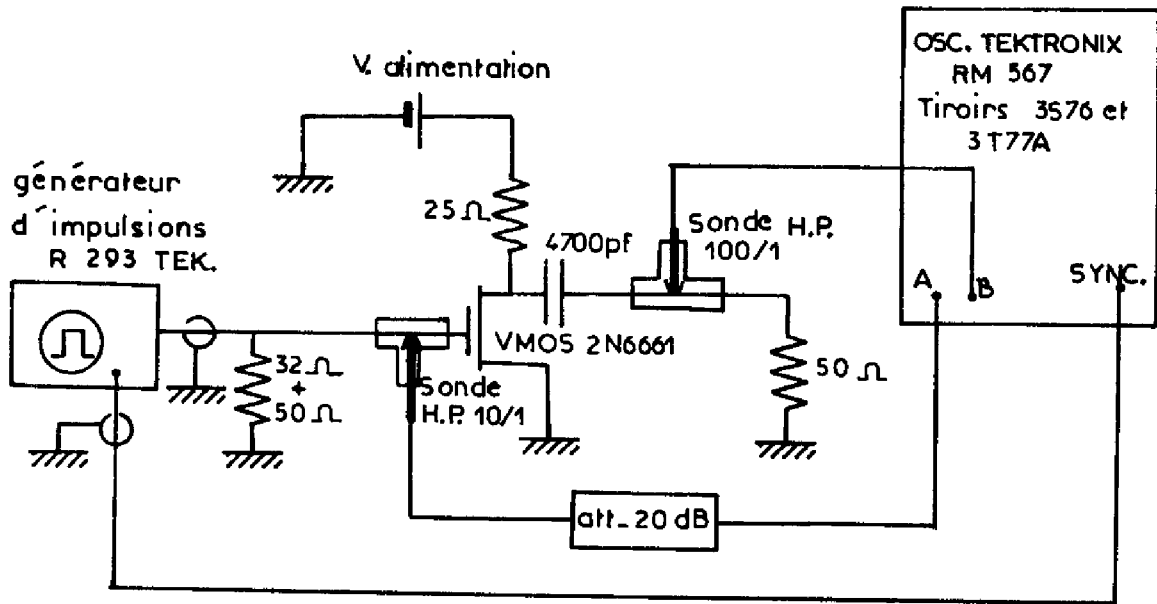 OSC. TEKTRONIX
RM 567
Tiroirs 3S76 et
3T77A
V. alimentation
générateur
d'impulsions
R 293 TEK.
25 Ω
4700pf
Sonde H.P.
100/1
A
B
SYNC.
VMOS 2N6661
32 Ω
+
50 Ω
Sonde
H.P. 10/1
50 Ω
att_20 dB